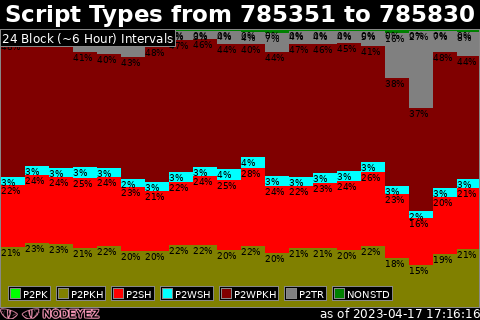 Script Types from 785351 to 785830
24 Block (~6 Hour) Intervals
41% 40% 43% 48% 47% 46% 44% 40% 44% 47% 46% 45% 42% 38% 37% 48% 44%
3% 3% 3% 3% 3% 2% 3% 3% 3% 4% 4% 3% 3% 3% 3% 3% 3% 2% 3% 3%
22% 24% 24% 25% 24% 23% 21% 22% 24% 25% 28% 24% 22% 23% 24% 26% 23% 16% 20% 21%
21% 23% 23% 21% 22% 20% 20% 22% 22% 20% 22% 20% 21% 21% 20% 22% 18% 15% 19% 21%
P2PK P2PKH P2SH P2WSH P2WPKH P2TR NONSTD
NODEYEZ as of 2023-04-17 17:16:16